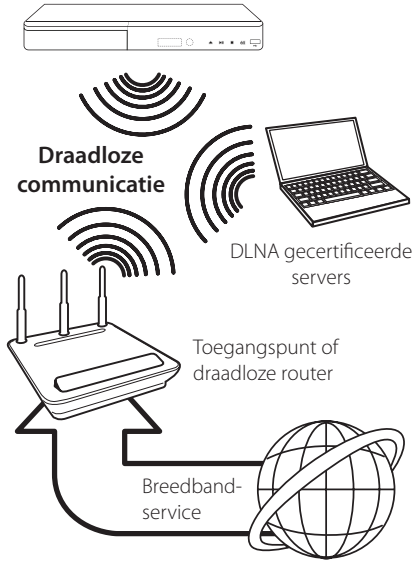 Draadloze
communicatie
DLNA gecertificeerde
servers
Toegangspunt of
draadloze router
Breedband-
service